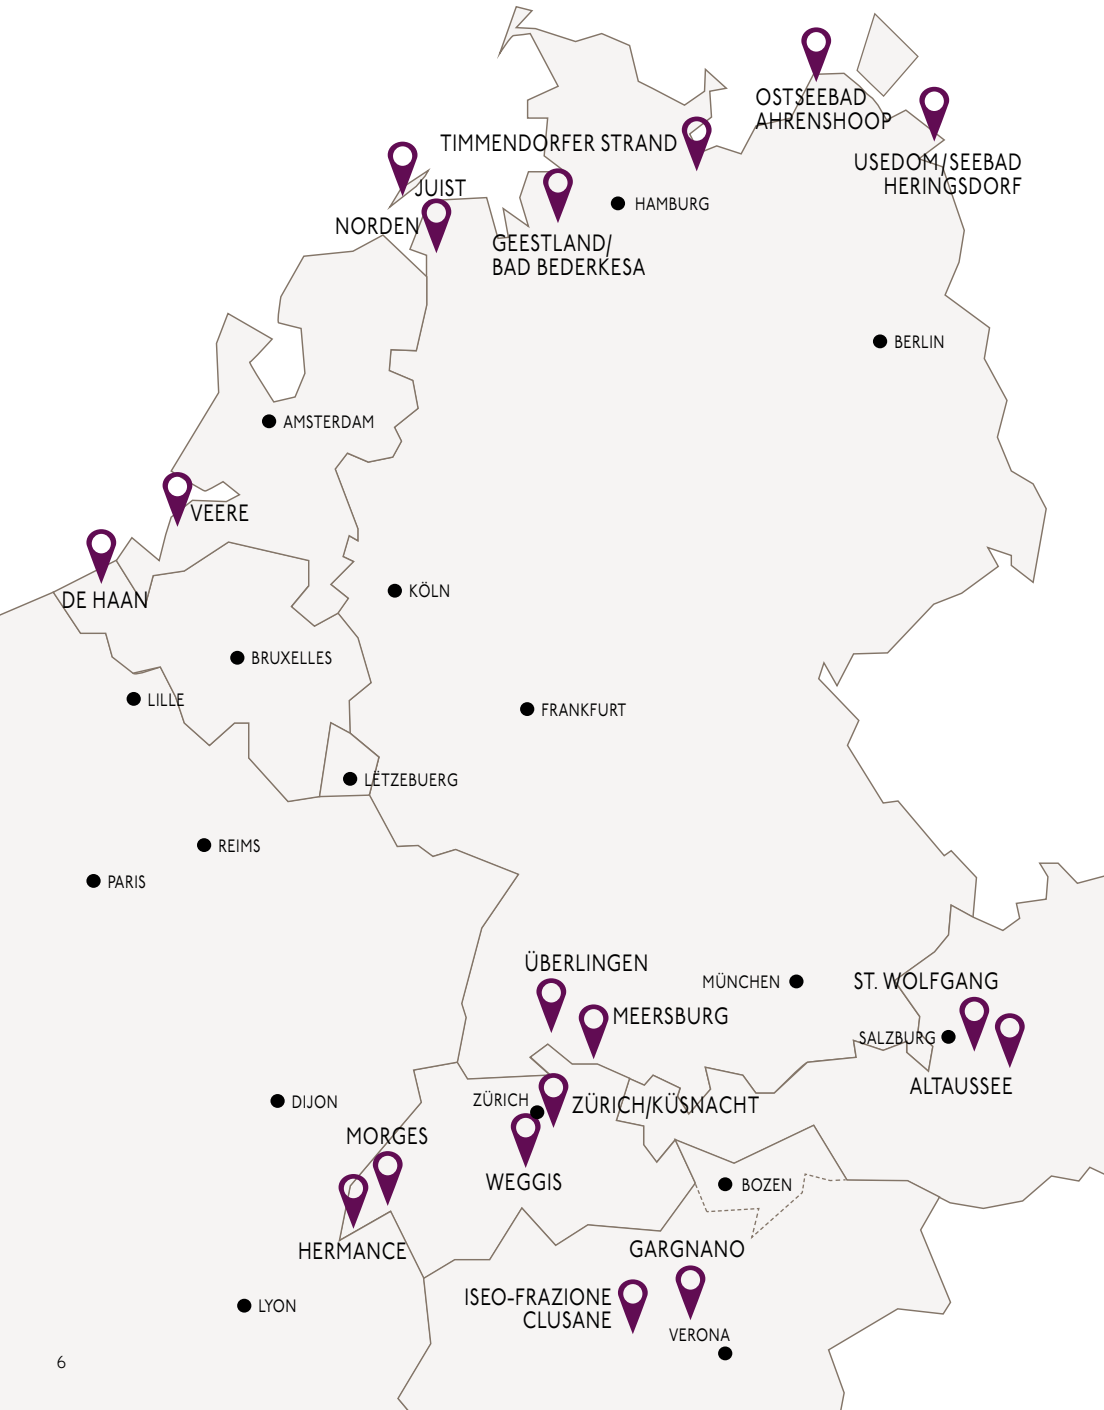 OSTSEEBAD
AHRENSHOOP
TIMMENDORFER STRAND
USEDOM/SEEBAD
HERINGSDORF
JUIST
HAMBURG
NORDEN
GEESTLAND/
BAD BEDERKESA
BERLIN
AMSTERDAM
VEERE
KÖLN
DE HAAN
BRUXELLES
LILLE
FRANKFURT
LËTZEBUERG
REIMS
PARIS
ÜBERLINGEN
MÜNCHEN
ST. WOLFGANG
MEERSBURG
SALZBURG
ALTAUSSEE
DIJON
ZÜRICH
ZÜRICH/KÜSNACHT
MORGES
WEGGIS
BOZEN
HERMANCE
GARGNANO
ISEO-FRAZIONE
CLUSANE
LYON
VERONA
6